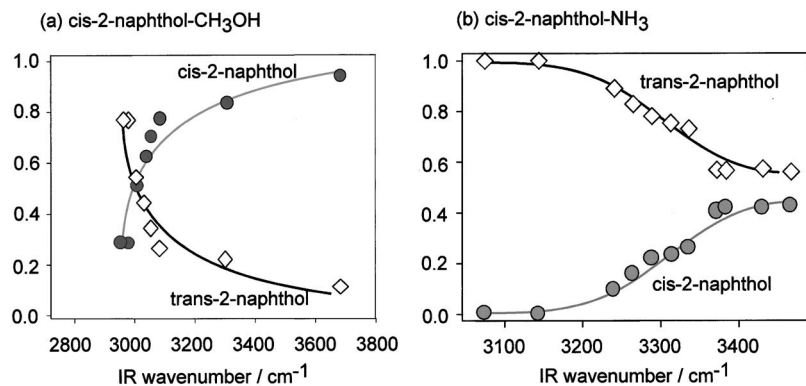 (a) cis-2-naphthol-CH₃OH
1.0
0.8
0.6
0.4
0.2
0.0
cis-2-naphthol
trans-2-naphthol
2800 3000 3200 3400 3600 3800
IR wavenumber / cm⁻¹
(b) cis-2-naphthol-NH₃
1.0
0.8
0.6
0.4
0.2
0.0
trans-2-naphthol
cis-2-naphthol
3100 3200 3300 3400
IR wavenumber / cm⁻¹